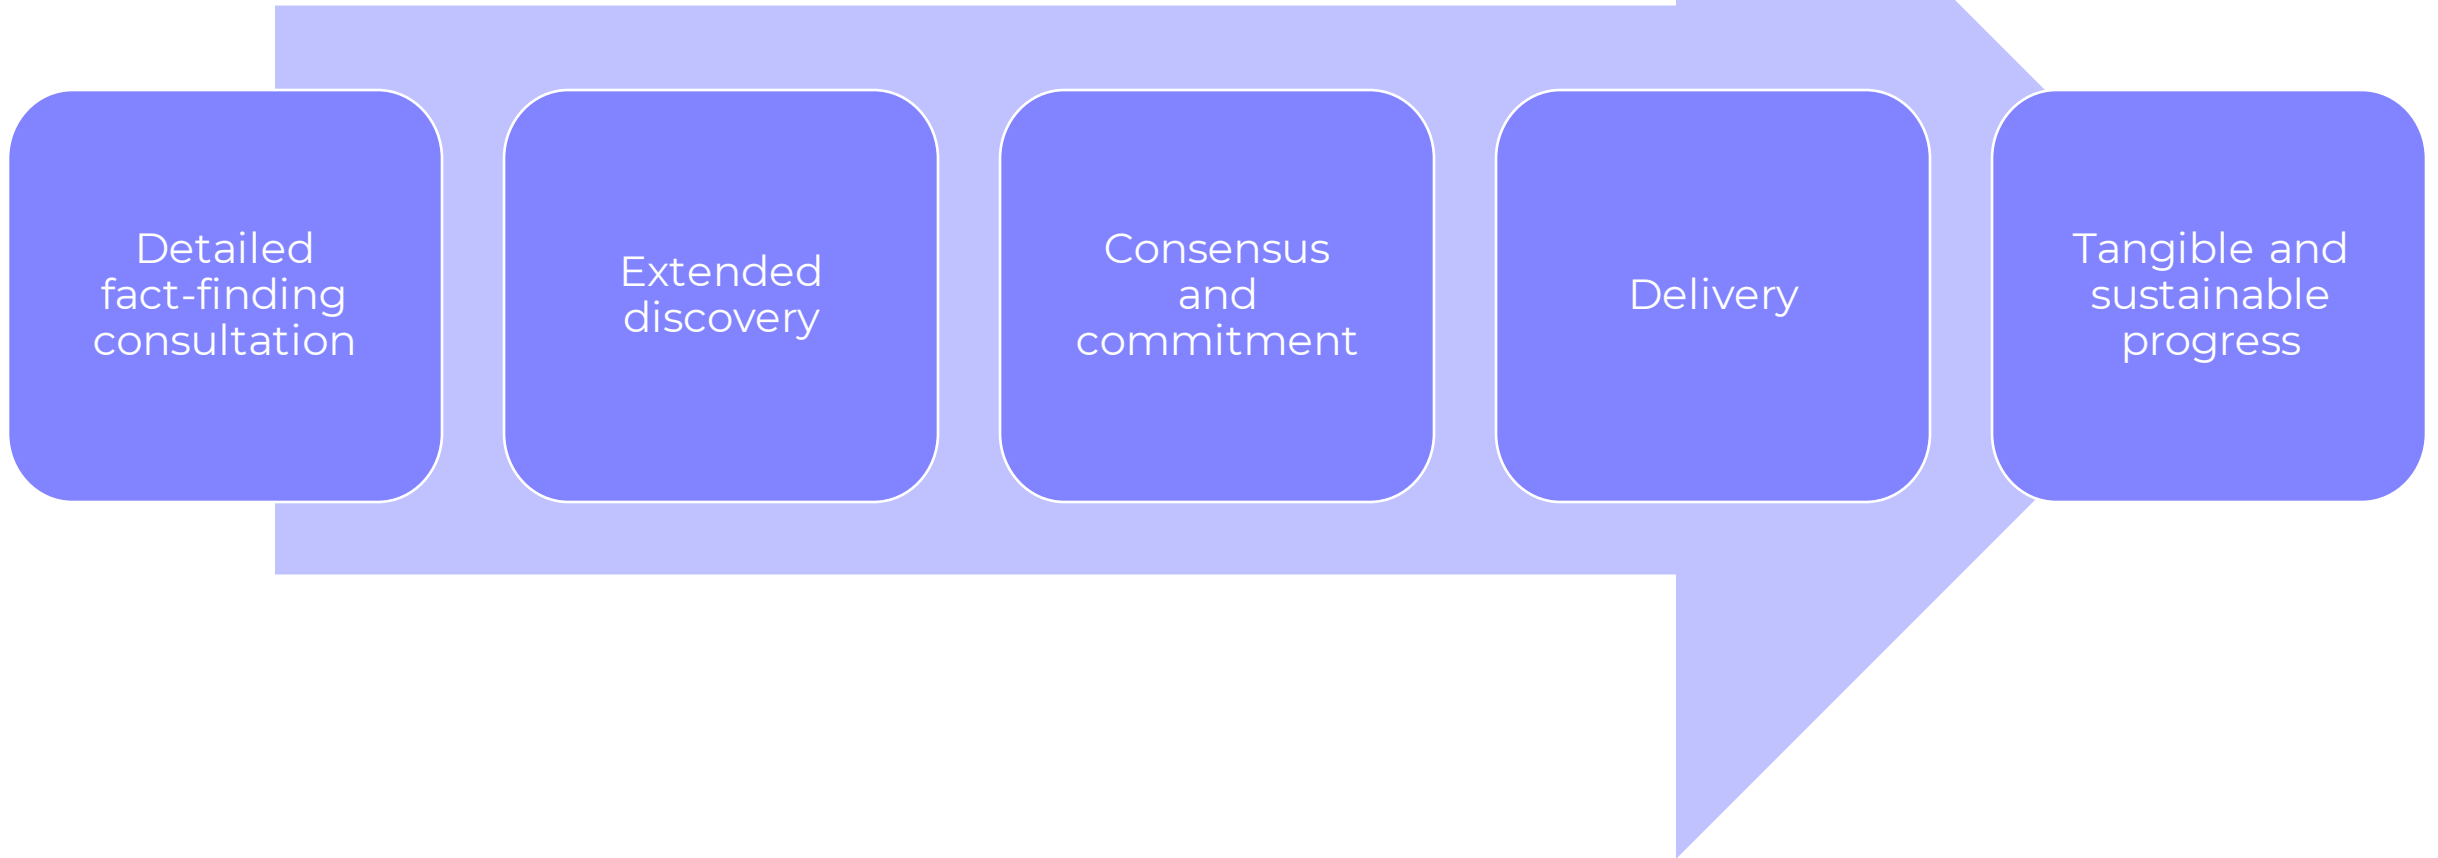 Detailed
fact-finding
consultation
Extended
discovery
Consensus
and
commitment
Delivery
Tangible and
sustainable
progress